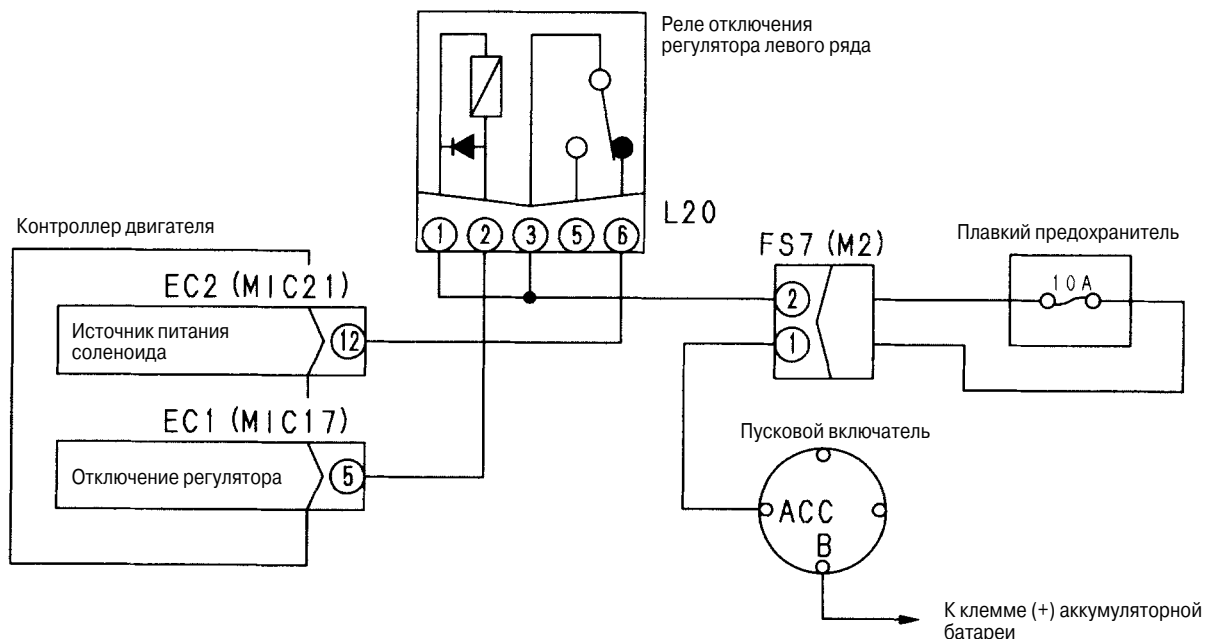 Реле отключения
регулятора левого ряда
L20
1 2 3 5 6
Контроллер двигателя
EC2 (MIC21)
Источник питания
соленоида
12
EC1 (MIC17)
Отключение регулятора
5
FS7 (M2)
2
1
Плавкий предохранитель
10A
Пусковой включатель
ACC
B
К клемме (+) аккумуляторной
батареи